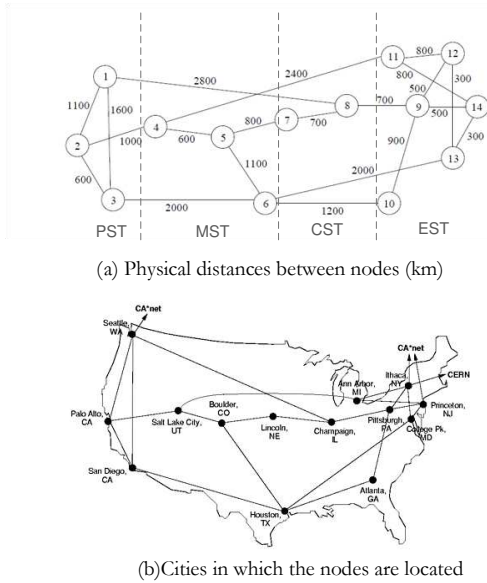 11
12
800
1
2800
2400
800
300
1100
1600
500
14
8
700
9
500
2
4
800
7
700
300
1000
600
5
900
13
600
1100
2000
3
2000
6
1200
10
PST
MST
CST
EST
(a) Physical distances between nodes (km)
CA*net
Seattle,
WA
CA*net
Ithaca,
NY
CERN
Ann Arbor,
MI
Boulder,
CO
Princeton,
NJ
Palo Alto,
CA
Salt Lake City,
UT
Lincoln,
NE
Champaign,
IL
Pittsburgh,
PA
College Pk,
MD
San Diego,
CA
Atlanta,
GA
Houston,
TX
(b)Cities in which the nodes are located